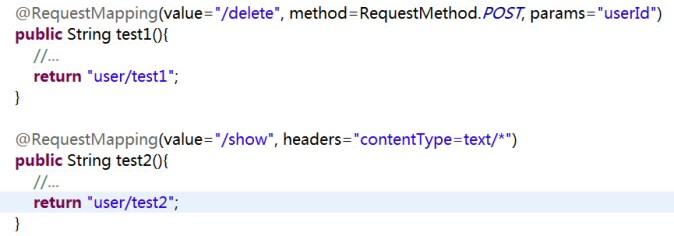 @RequestMapping(value="/delete", method=RequestMethod.POST, params="userId")
public String test1(){
//...
return "user/test1";
}
@RequestMapping(value="/show", headers="contentType=text/*")
public String test2(){
//...
return "user/test2";
}